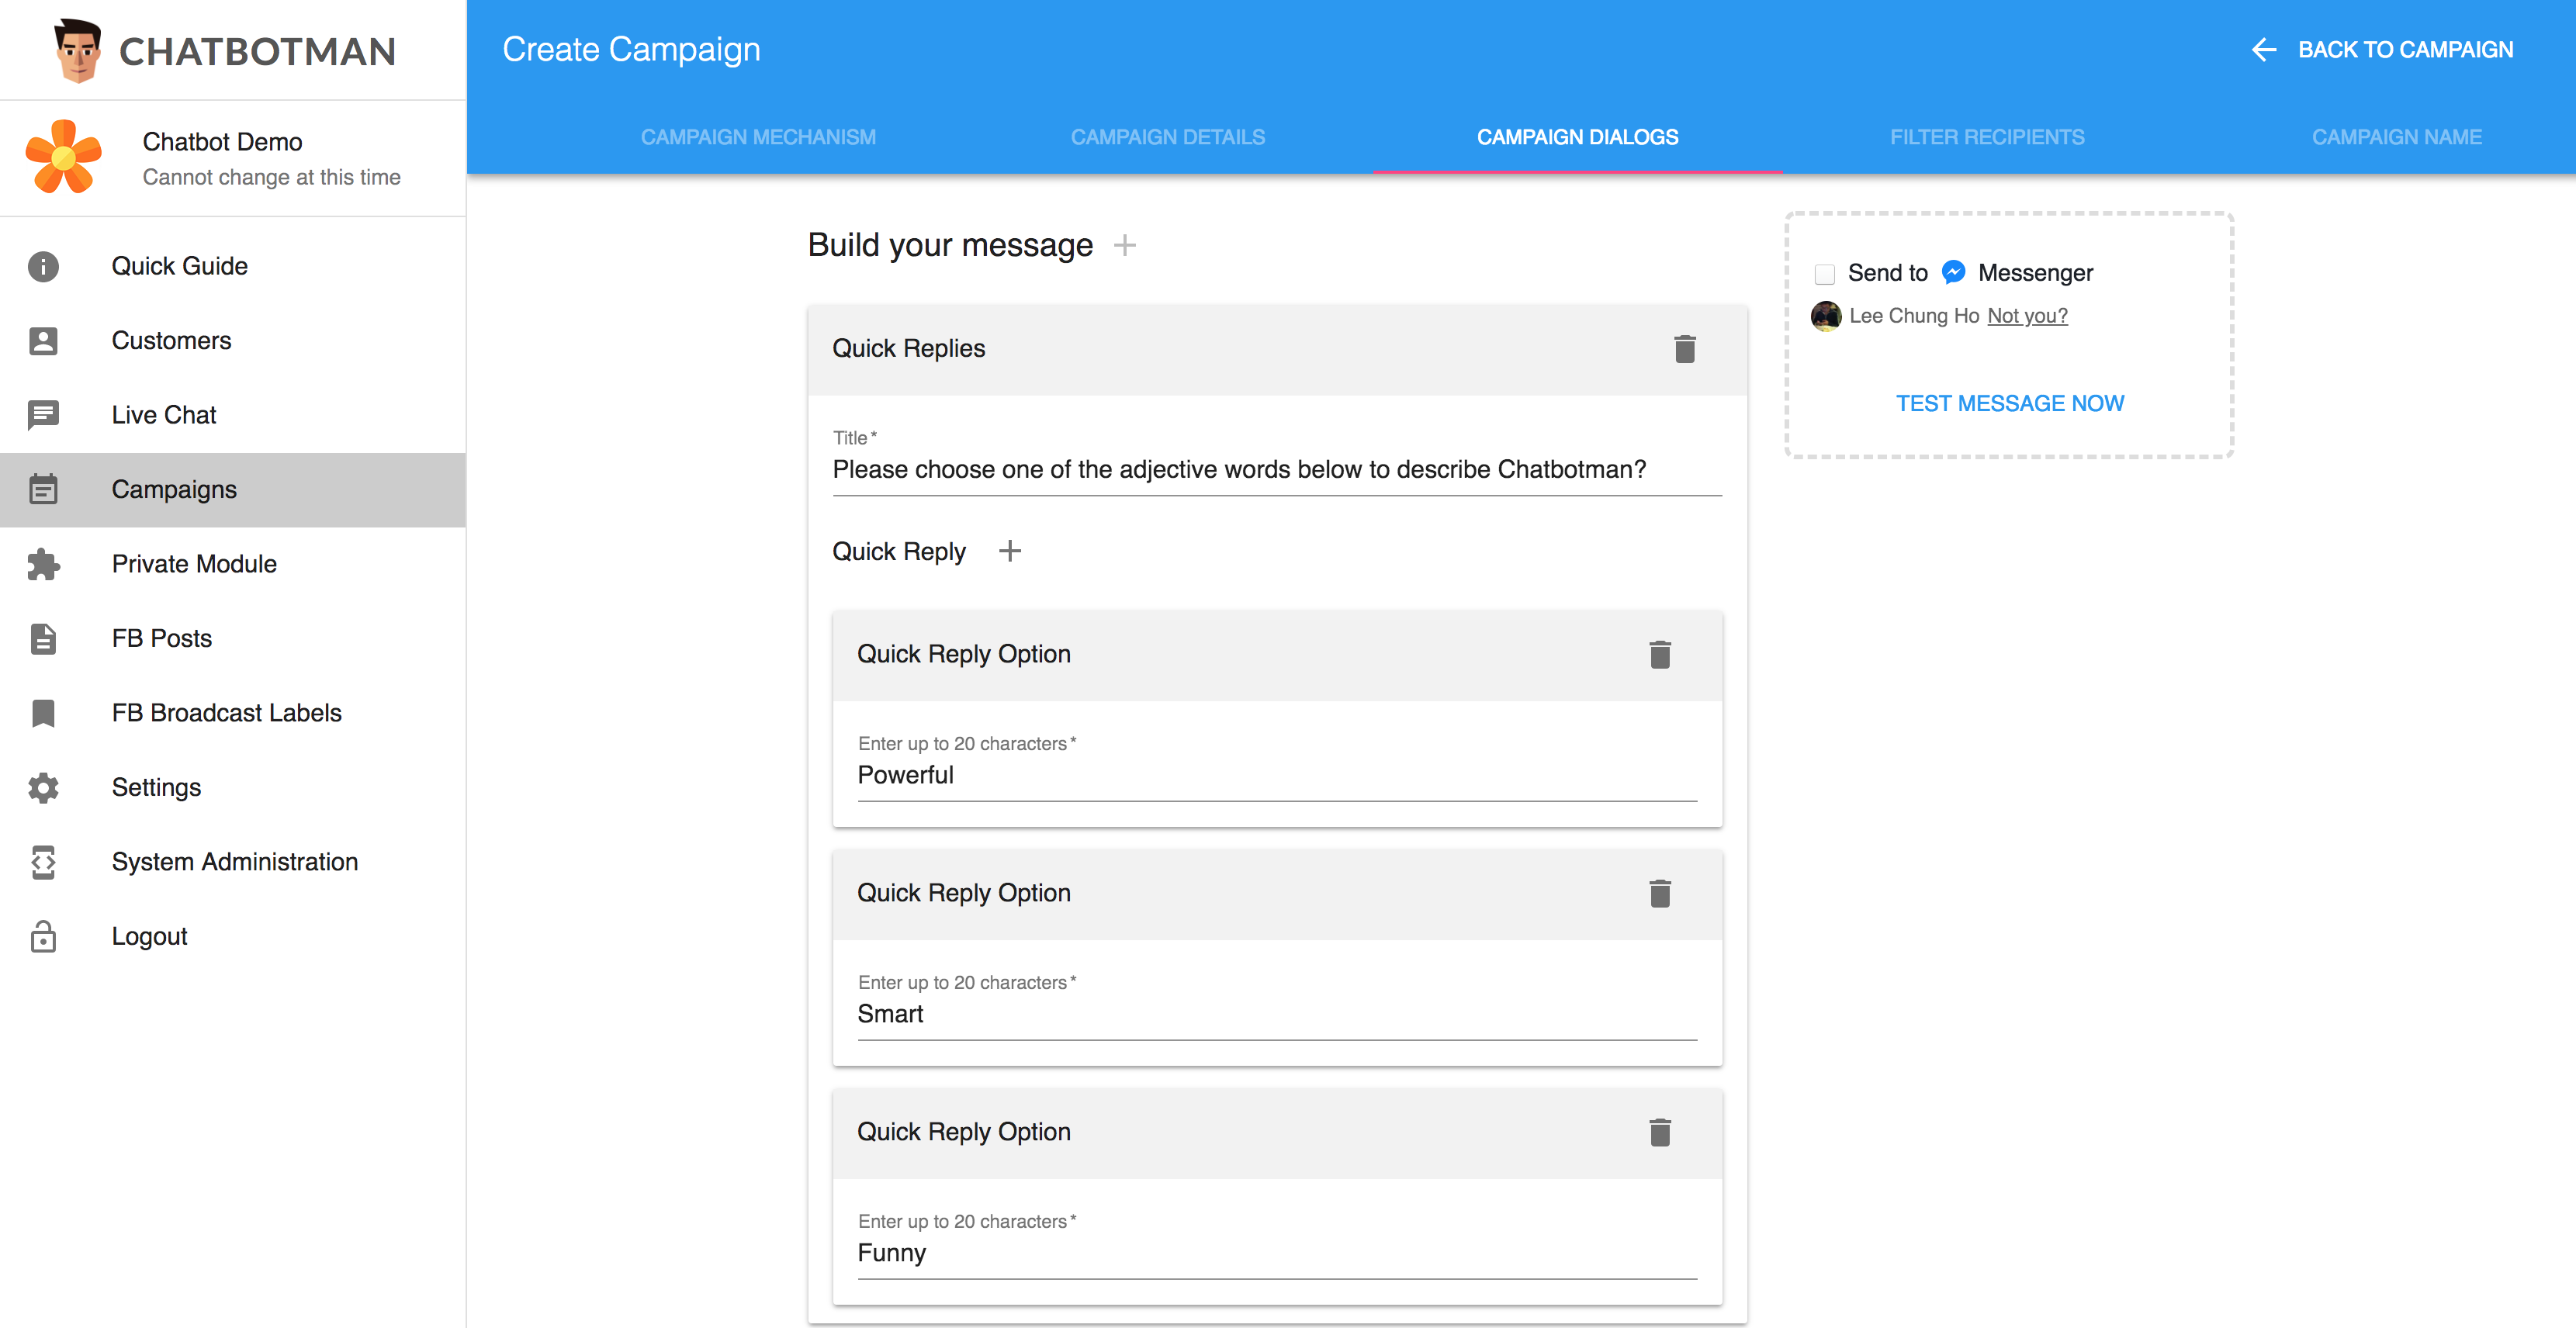 CHATBOTMAN
Chatbot Demo
Cannot change at this time
Quick Guide
Customers
Live Chat
Campaigns
Private Module
FB Posts
FB Broadcast Labels
Settings
System Administration
Logout
Create Campaign
BACK TO CAMPAIGN
CAMPAIGN MECHANISM
CAMPAIGN DETAILS
CAMPAIGN DIALOGS
FILTER RECIPIENTS
CAMPAIGN NAME
Build your message
Quick Replies
Title *
Please choose one of the adjective words below to describe Chatbotman?
Quick Reply
Quick Reply Option
Enter up to 20 characters *
Powerful
Quick Reply Option
Enter up to 20 characters *
Smart
Quick Reply Option
Enter up to 20 characters *
Funny
Send to Messenger
Lee Chung Ho Not you?
TEST MESSAGE NOW